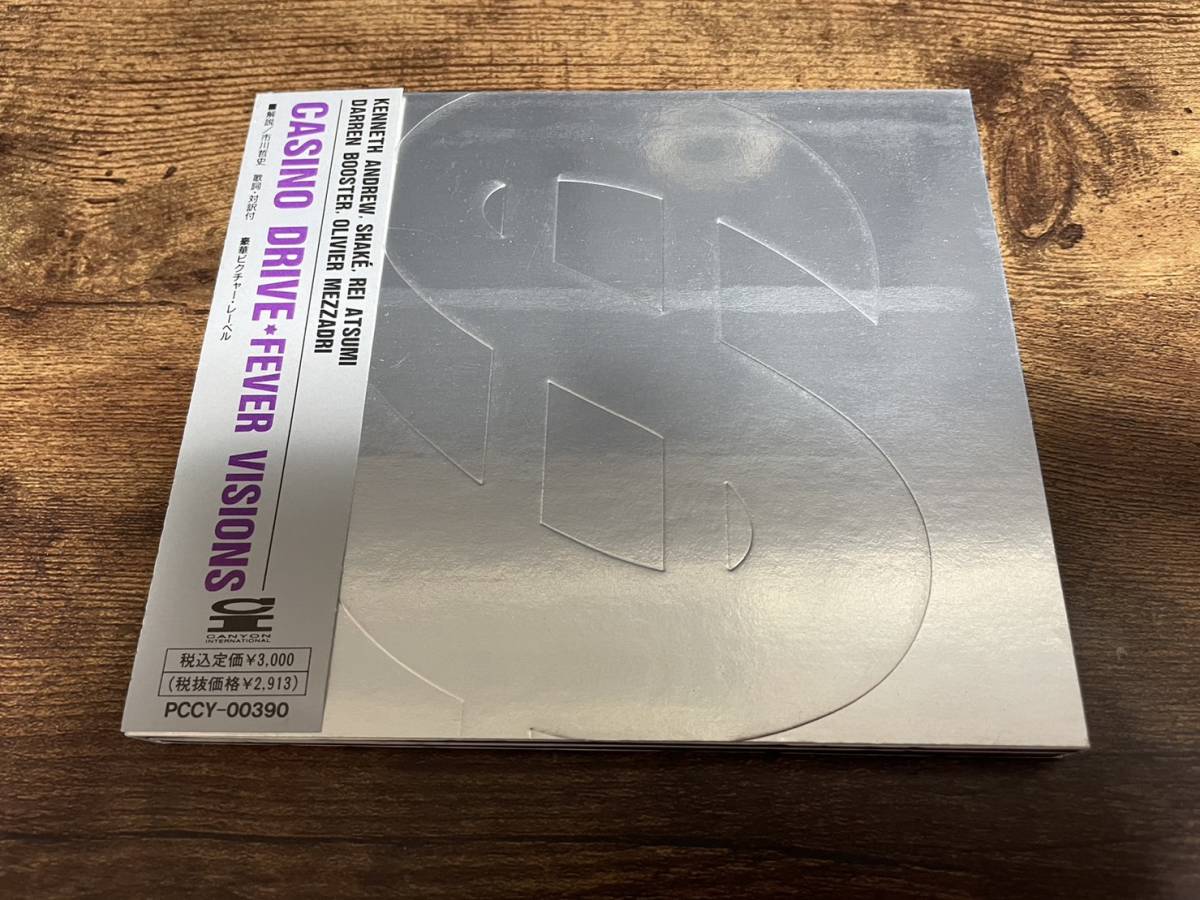 KENNETH ANDREW, SHAKÉ, REI ATSUMI
DARREN BOOSTER, OLIVIER MEZZADRI
CASINO DRIVE★FEVER VISIONS
■解説/市川哲史 歌詞・対訳付 豪華ピクチャー・レーベル
CANYON
INTERNATIONAL
税込定価¥3,000
(税抜価格¥2,913)
PCCY-00390